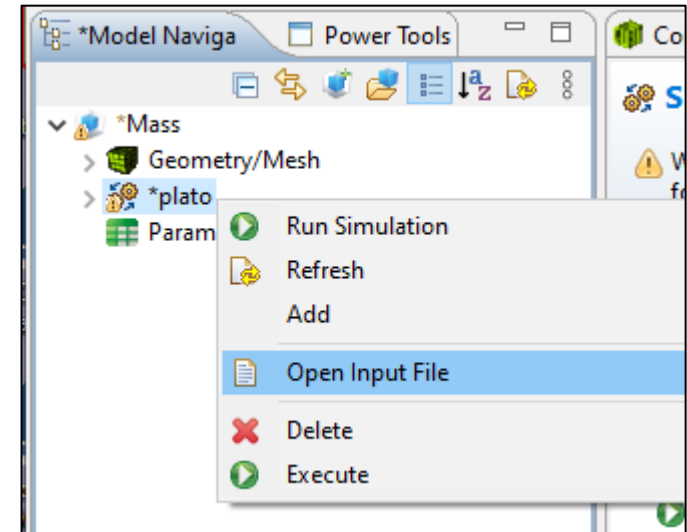 *Model Naviga
Power Tools
Co
S
*Mass
Geometry/Mesh
*plato
Param
Run Simulation
Refresh
Add
Open Input File
Delete
Execute